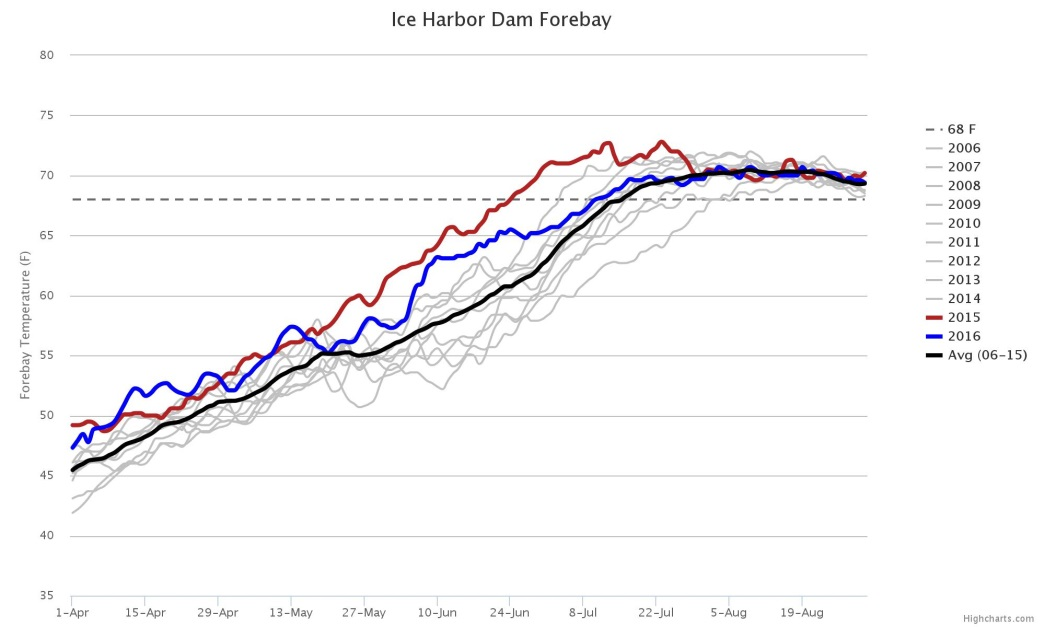 Ice Harbor Dam Forebay
80
75
70
65
60
55
50
45
40
35
Forebay Temperature (F)
1-Apr
15-Apr
29-Apr
13-May
27-May
10-Jun
24-Jun
8-Jul
22-Jul
5-Aug
19-Aug
68 F
2006
2007
2008
2009
2010
2011
2012
2013
2014
2015
2016
Avg (06-15)
Highcharts.com